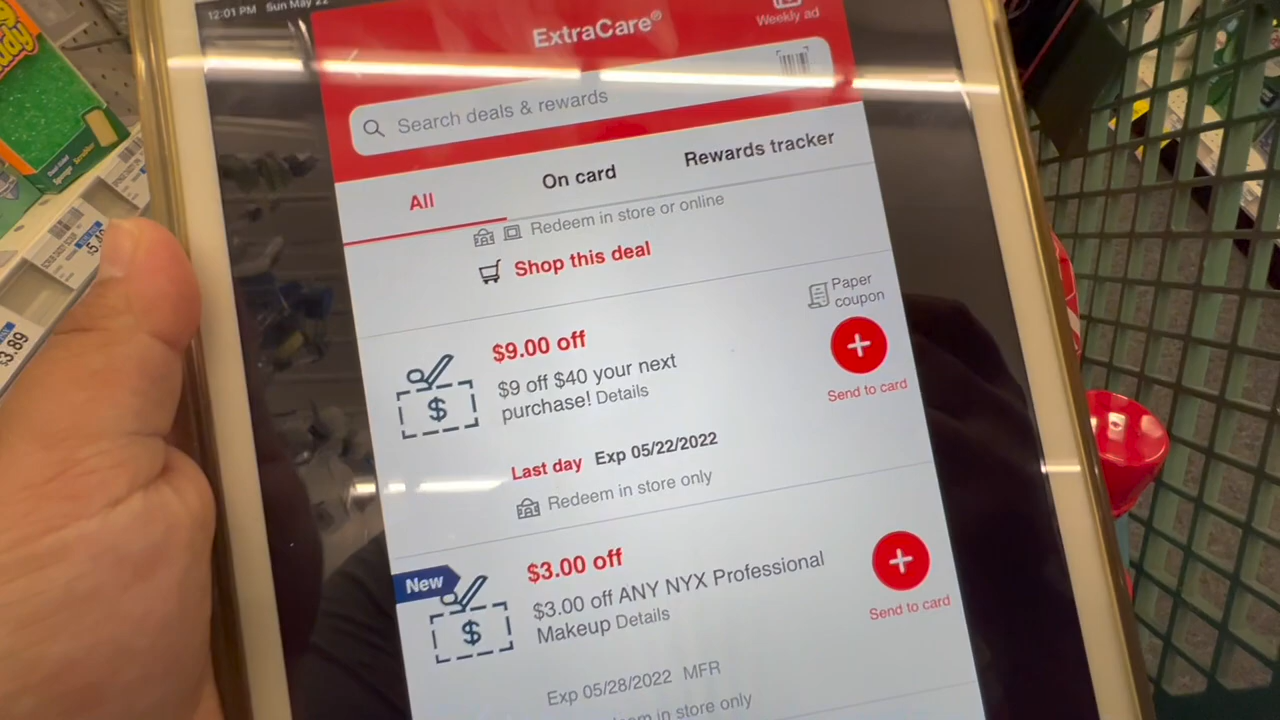 12:01 PM Sun May 22
ExtraCare®
Weekly ad
Search deals & rewards
All
On card
Rewards tracker
Redeem in store or online
Shop this deal
Paper
coupon
$9.00 off
$9 off $40 your next
purchase! Details
Send to card
Last day Exp 05/22/2022
Redeem in store only
New
$3.00 off
$3.00 off ANY NYX Professional
Makeup Details
Send to card
Exp 05/28/2022 MFR
in store only
$
$
3.89